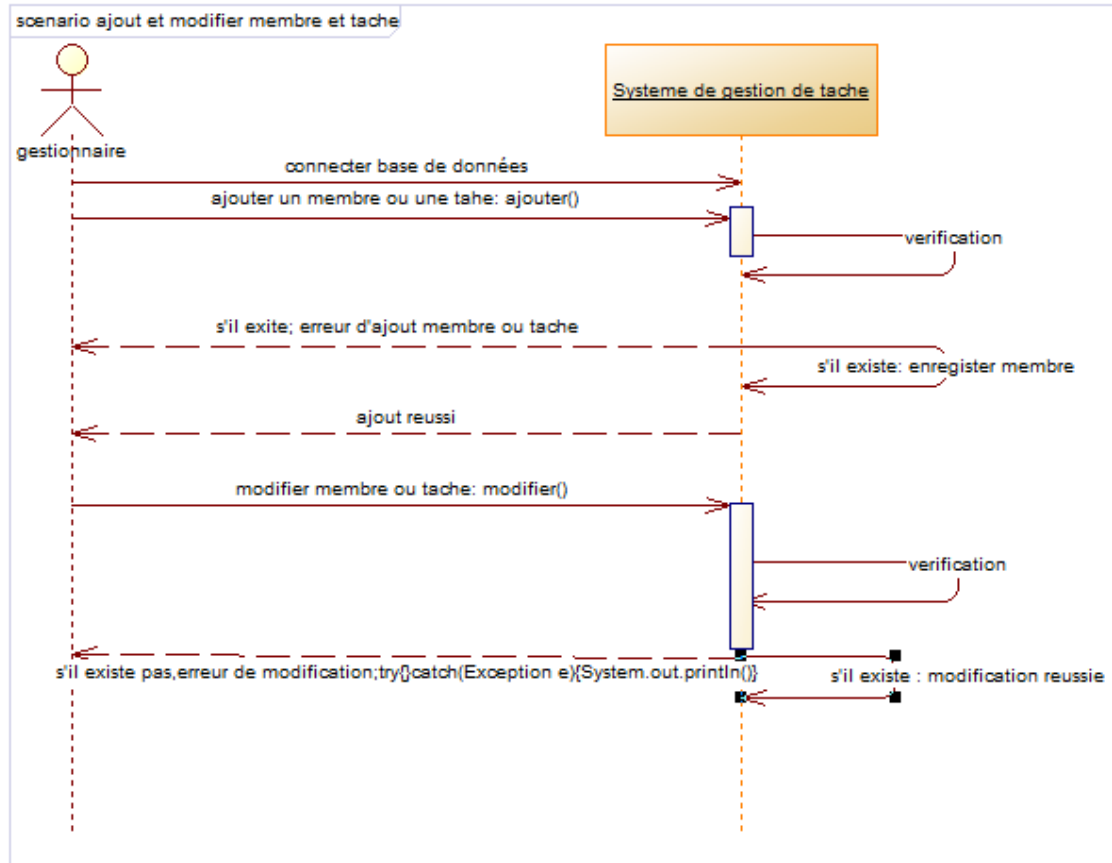 scenario ajout et modifier membre et tache
Systeme de gestion de tache
gestionnaire
connecter base de données
ajouter un membre ou une tahe: ajouter()
verification
s'il exite; erreur d'ajout membre ou tache
s'il existe: enregister membre
ajout reussi
modifier membre ou tache: modifier()
verification
s'il existe pas,erreur de modification;try{}catch(Exception e){System.out.println()}
s'il existe : modification reussie